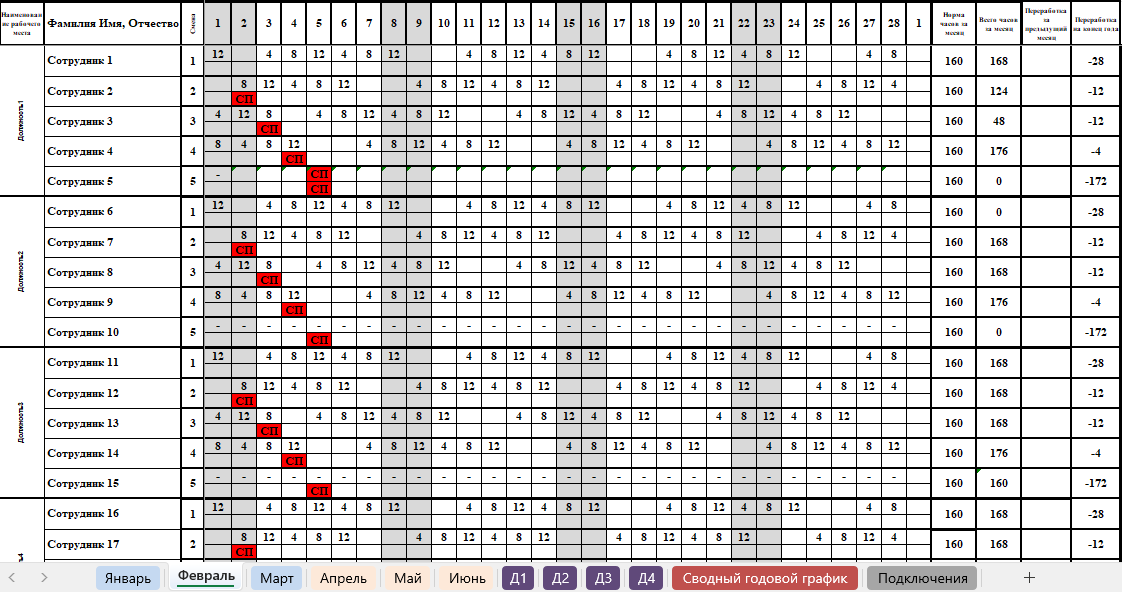 Наименован
ие рабочего
места
Фамилия Имя, Отчество Смена 1 2 3 4 5 6 7 8 9 10 11 12 13 14 15 16 17 18 19 20 21 22 23 24 25 26 27 28 1 Норма часов за месяц Всего часов за месяц Переработка за предыдущий месяц Переработка на конец года
Должность1
Сотрудник 1 1 12 4 8 12 4 8 12 4 8 12 4 8 12 4 8 12 4 8 12 4 8 160 168 -28
Сотрудник 2 2 8 12 4 8 12 4 8 12 4 8 12 4 8 12 4 8 12 4 8 12 4 160 124 -12
СП
Сотрудник 3 3 4 12 8 4 8 12 4 8 12 4 8 12 4 8 12 4 8 12 4 8 12 160 48 -12
СП
Сотрудник 4 4 8 4 8 12 4 8 12 4 8 12 4 8 12 4 8 12 4 8 12 4 8 12 160 176 -4
СП
Сотрудник 5 5 - СП 160 0 -172
СП
Должность2
Сотрудник 6 1 12 4 8 12 4 8 12 4 8 12 4 8 12 4 8 12 4 8 12 4 8 160 0 -28
Сотрудник 7 2 8 12 4 8 12 4 8 12 4 8 12 4 8 12 4 8 12 4 8 12 4 160 168 -12
СП
Сотрудник 8 3 4 12 8 4 8 12 4 8 12 4 8 12 4 8 12 4 8 12 4 8 12 160 168 -12
СП
Сотрудник 9 4 8 4 8 12 4 8 12 4 8 12 4 8 12 4 8 12 4 8 12 4 8 12 160 176 -4
СП
Сотрудник 10 5 - - - - - - - - - - - - - - - - - - - - - - - - - - - - 160 0 -172
СП
Должность3
Сотрудник 11 1 12 4 8 12 4 8 12 4 8 12 4 8 12 4 8 12 4 8 12 4 8 160 168 -28
Сотрудник 12 2 8 12 4 8 12 4 8 12 4 8 12 4 8 12 4 8 12 4 8 12 4 160 168 -12
СП
Сотрудник 13 3 4 12 8 4 8 12 4 8 12 4 8 12 4 8 12 4 8 12 4 8 12 160 168 -12
СП
Сотрудник 14 4 8 4 8 12 4 8 12 4 8 12 4 8 12 4 8 12 4 8 12 4 8 12 160 176 -4
СП
Сотрудник 15 5 - - - - - - - - - - - - - - - - - - - - - - - - - - - - 160 160 -172
СП
Сотрудник 16 1 12 4 8 12 4 8 12 4 8 12 4 8 12 4 8 12 4 8 12 4 8 160 168 -28
Сотрудник 17 2 8 12 4 8 12 4 8 12 4 8 12 4 8 12 4 8 12 4 8 12 4 160 168 -12
СП
Январь Февраль Март Апрель Май Июнь Д1 Д2 Д3 Д4 Сводный годовой график Подключения